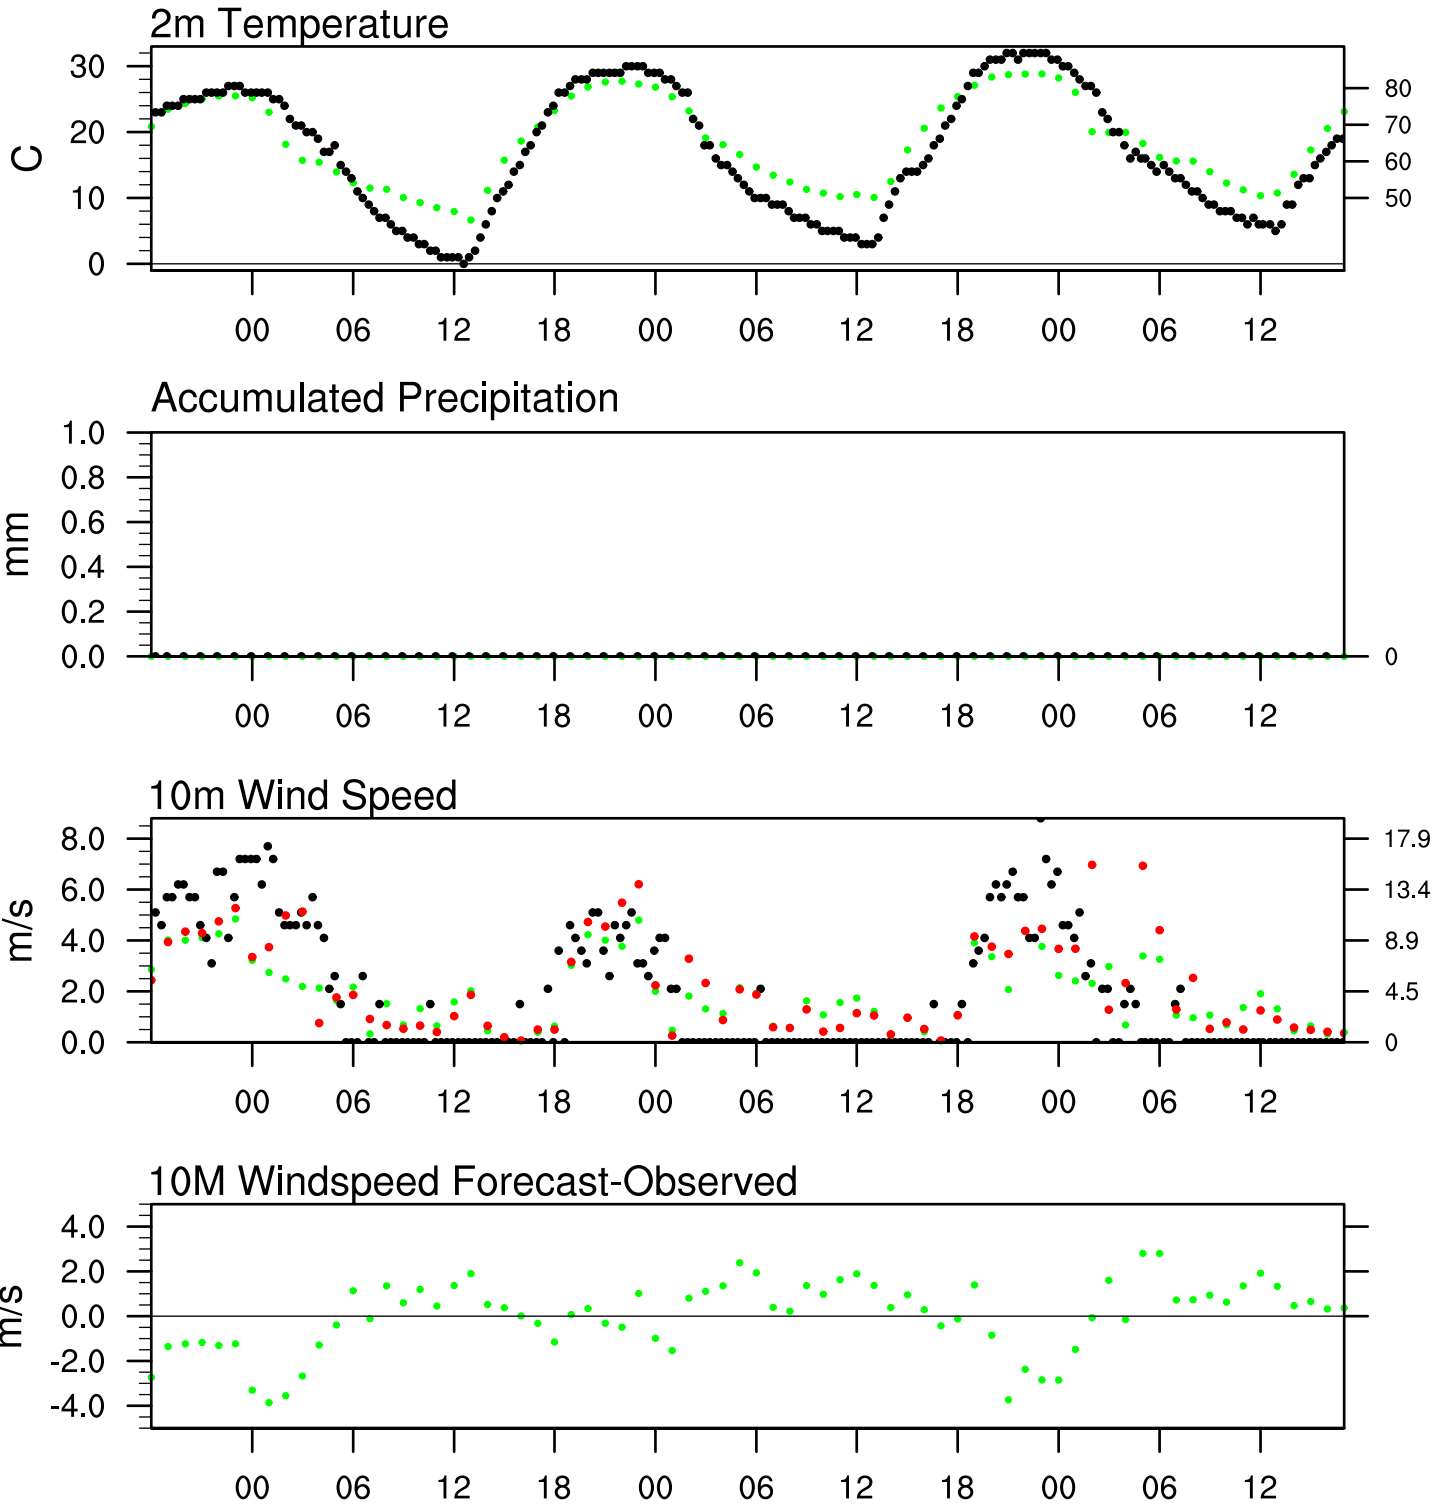 2m Temperature
30
20
10
0
80
70
60
50
C
00 06 12 18 00 06 12 18 00 06 12
Accumulated Precipitation
1.0
0.8
0.6
0.4
0.2
0.0
0
mm
00 06 12 18 00 06 12 18 00 06 12
10m Wind Speed
8.0
6.0
4.0
2.0
0.0
17.9
13.4
8.9
4.5
0
m/s
00 06 12 18 00 06 12 18 00 06 12
10M Windspeed Forecast-Observed
4.0
2.0
0.0
-2.0
-4.0
m/s
00 06 12 18 00 06 12 18 00 06 12